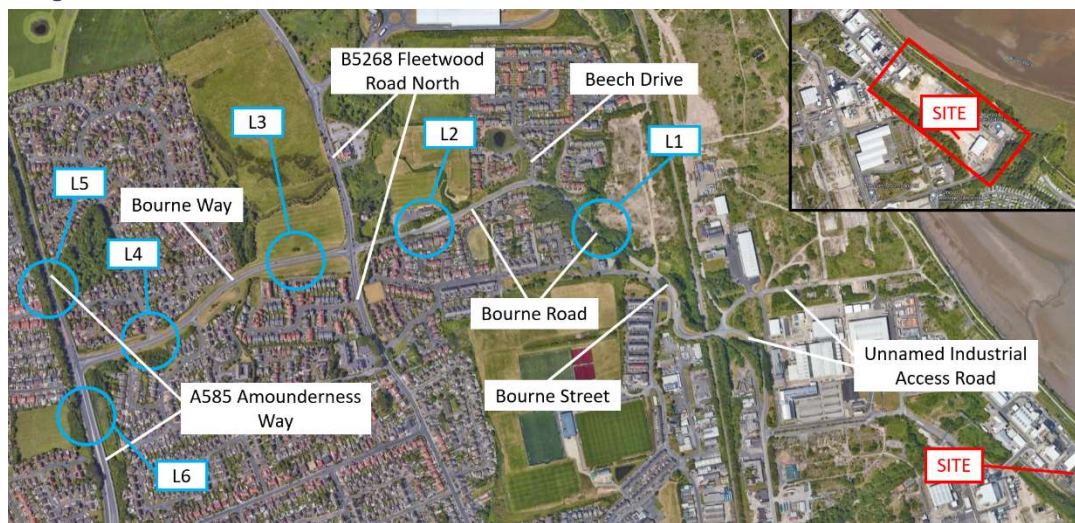 B5268 Fleetwood
Road North
Beech Drive
SITE
L3
L2
L1
L5
Bourne Way
L4
Bourne Road
Unnamed Industrial
Access Road
Bourne Street
A585 Amounderness
Way
L6
SITE